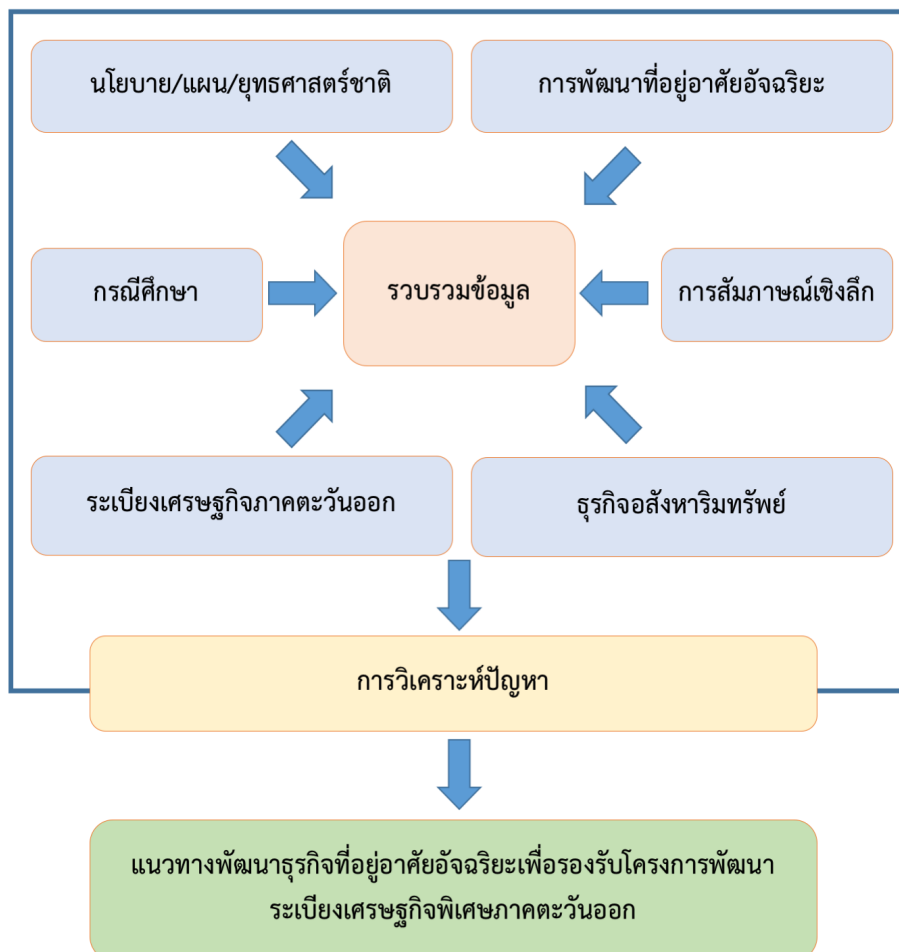 นโยบาย/แผน/ยุทธศาสตร์ชาติ
การพัฒนาที่อยู่อาศัยอัจฉริยะ
กรณีศึกษา
รวบรวมข้อมูล
การสัมภาษณ์เชิงลึก
ระเบียงเศรษฐกิจภาคตะวันออก
ธุรกิจอสังหาริมทรัพย์
การวิเคราะห์ปัญหา
แนวทางพัฒนาธุรกิจที่อยู่อาศัยอัจฉริยะเพื่อรองรับโครงการพัฒนา
ระเบียงเศรษฐกิจพิเศษภาคตะวันออก